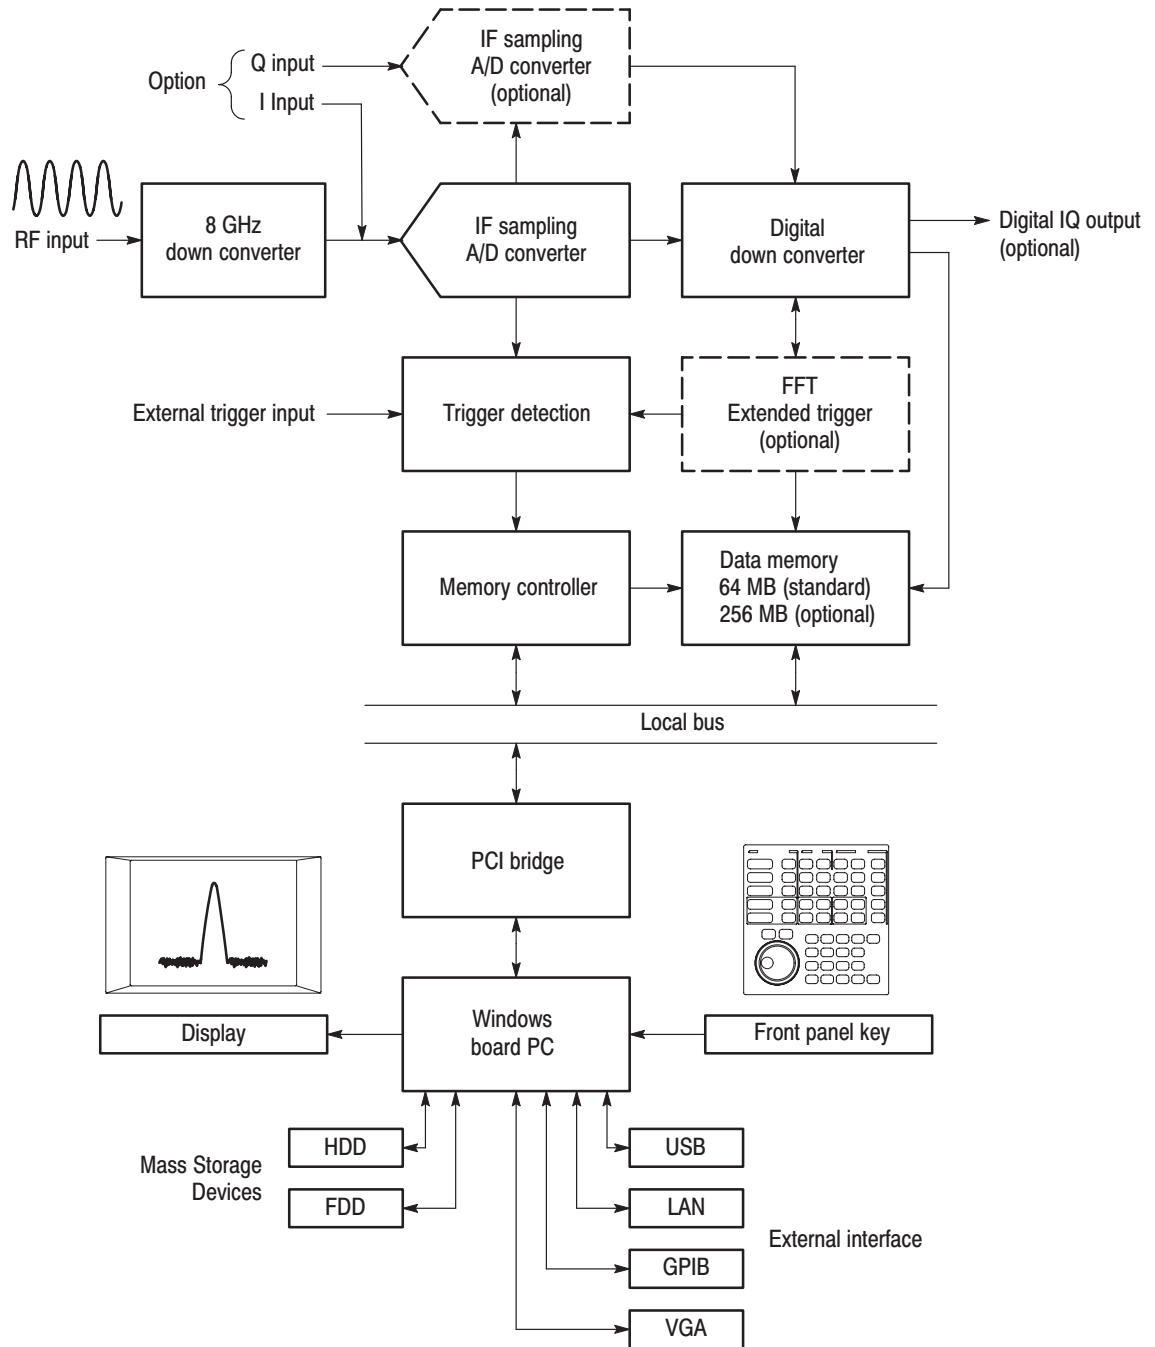 IF sampling
A/D converter
(optional)
Option
Q input
I Input
RF input
8 GHz
down converter
IF sampling
A/D converter
Digital
down converter
Digital IQ output
(optional)
External trigger input
Trigger detection
FFT
Extended trigger
(optional)
Memory controller
Data memory
64 MB (standard)
256 MB (optional)
Local bus
PCI bridge
Display
Windows
board PC
Front panel key
Mass Storage
Devices
HDD
FDD
USB
LAN
GPIB
VGA
External interface